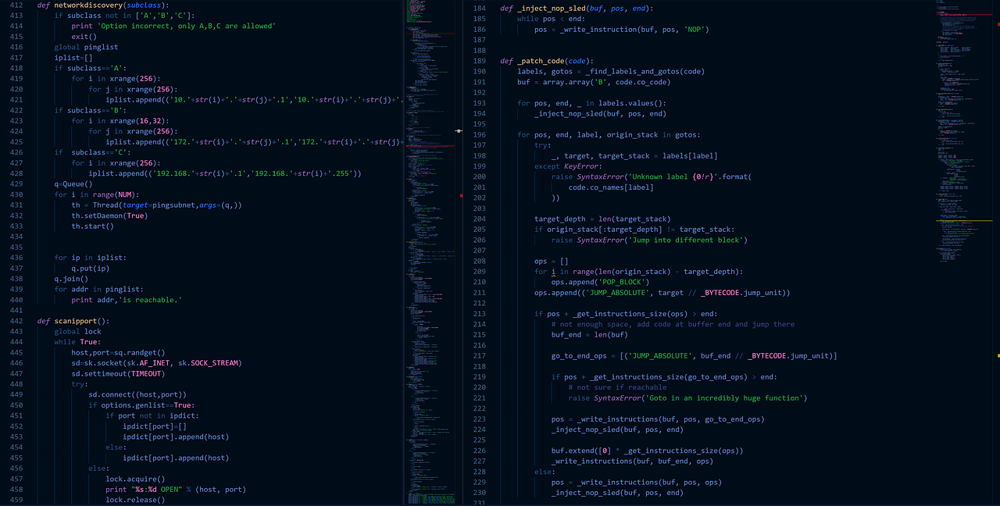 412 def networkdiscovery(subclass):
413     if subclass not in ['A','B','C']:
414         print 'Option incorrect, only A,B,C are allowed'
415         exit()
416     global pinglist
417     iplist=[]
418     if subclass=='A':
419         for i in xrange(256):
420             for j in xrange(256):
421                 iplist.append(('10.'+str(i)+'.'+str(j)+'.1','10.'+str(i)+'.'+str(j)+'.
422     if subclass=='B':
423         for i in xrange(16,32):
424             for j in xrange(256):
425                 iplist.append(('172.'+str(i)+'.'+str(j)+'.1','172.'+str(i)+'.'+str(j)+
426     if  subclass=='C':
427         for i in xrange(256):
428             iplist.append(('192.168.'+str(i)+'.1','192.168.'+str(i)+'.255'))
429     q=Queue()
430     for i in range(NUM):
431         th = Thread(target=pingsubnet,args=(q,))
432         th.setDaemon(True)
433         th.start()
434
435
436     for ip in iplist:
437         q.put(ip)
438     q.join()
439     for addr in pinglist:
440         print addr,'is reachable.'
441
442 def scanipport():
443     global lock
444     while True:
445         host,port=sq.randget()
446         sd=sk.socket(sk.AF_INET, sk.SOCK_STREAM)
447         sd.settimeout(TIMEOUT)
448         try:
449             sd.connect((host,port))
450             if options.genlist==True:
451                 if port not in ipdict:
452                     ipdict[port]=[]
453                     ipdict[port].append(host)
454                 else:
455                     ipdict[port].append(host)
456             else:
457                 lock.acquire()
458                 print "%s:%d OPEN" % (host, port)
459                 lock.release()
184 def _inject_nop_sled(buf, pos, end):
185     while pos < end:
186         pos = _write_instruction(buf, pos, 'NOP')
187
188
189 def _patch_code(code):
190     labels, gotos = _find_labels_and_gotos(code)
191     buf = array.array('B', code.co_code)
192
193     for pos, end, _ in labels.values():
194         _inject_nop_sled(buf, pos, end)
195
196     for pos, end, label, origin_stack in gotos:
197         try:
198             _, target, target_stack = labels[label]
199         except KeyError:
200             raise SyntaxError('Unknown label {0!r}'.format(
201                 code.co_names[label]
202             ))
203
204         target_depth = len(target_stack)
205         if origin_stack[:target_depth] != target_stack:
206             raise SyntaxError('Jump into different block')
207
208         ops = []
209         for i in range(len(origin_stack) - target_depth):
210             ops.append('POP_BLOCK')
211         ops.append(('JUMP_ABSOLUTE', target // _BYTECODE.jump_unit))
212
213         if pos + _get_instructions_size(ops) > end:
214             # not enough space, add code at buffer end and jump there
215             buf_end = len(buf)
216
217             go_to_end_ops = [('JUMP_ABSOLUTE', buf_end // _BYTECODE.jump_unit)]
218
219             if pos + _get_instructions_size(go_to_end_ops) > end:
220                 # not sure if reachable
221                 raise SyntaxError('Goto in an incredibly huge function')
222
223             pos = _write_instructions(buf, pos, go_to_end_ops)
224             _inject_nop_sled(buf, pos, end)
225
226             buf.extend([0] * _get_instructions_size(ops))
227             _write_instructions(buf, buf_end, ops)
228         else:
229             pos = _write_instructions(buf, pos, ops)
230             _inject_nop_sled(buf, pos, end)
231